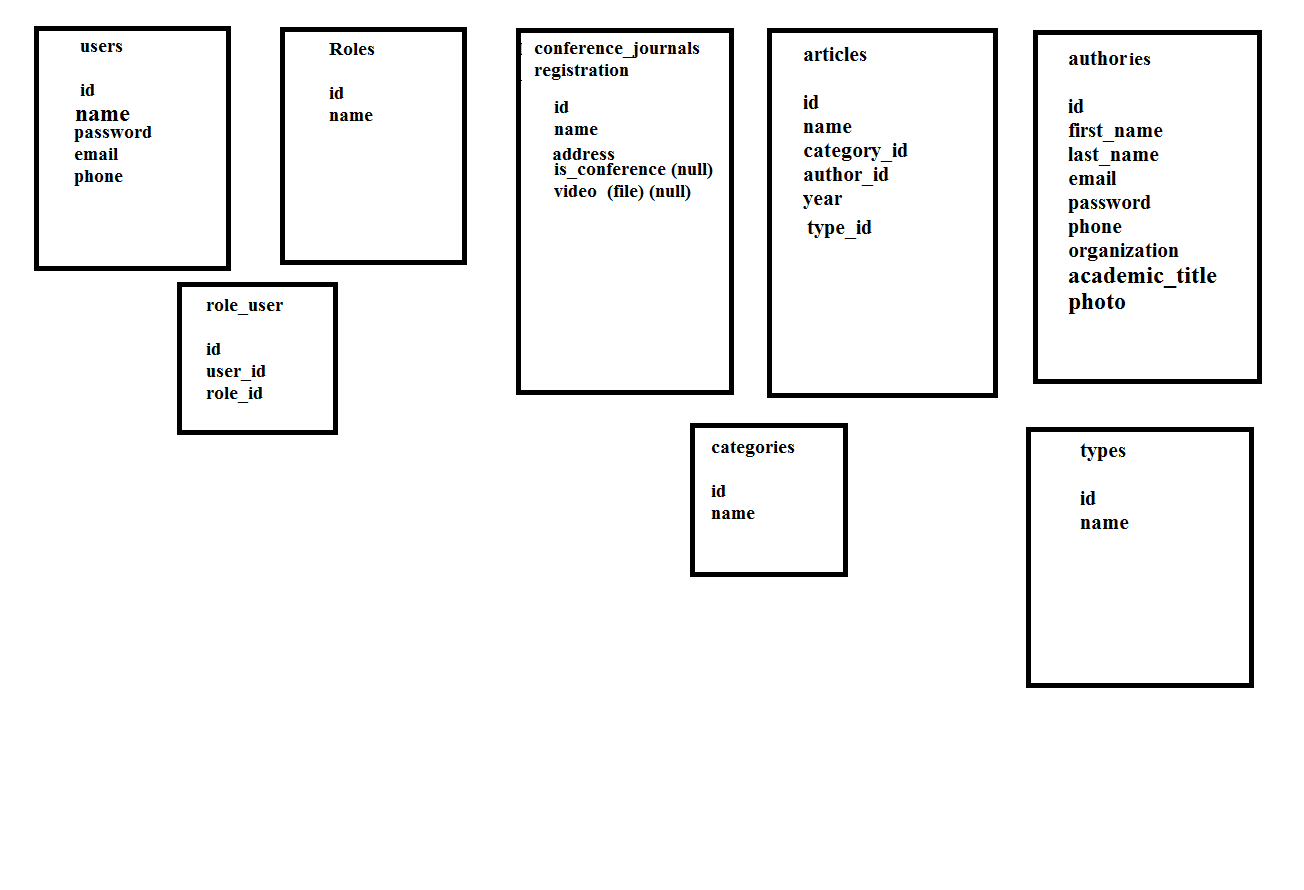 users
id
name
password
email
phone
Roles
id
name
role_user
id
user_id
role_id
conference_journals
registration
id
name
address
is_conference (null)
video (file) (null)
articles
id
name
category_id
author_id
year
type_id
authories
id
first_name
last_name
email
password
phone
organization
academic_title
photo
categories
id
name
types
id
name